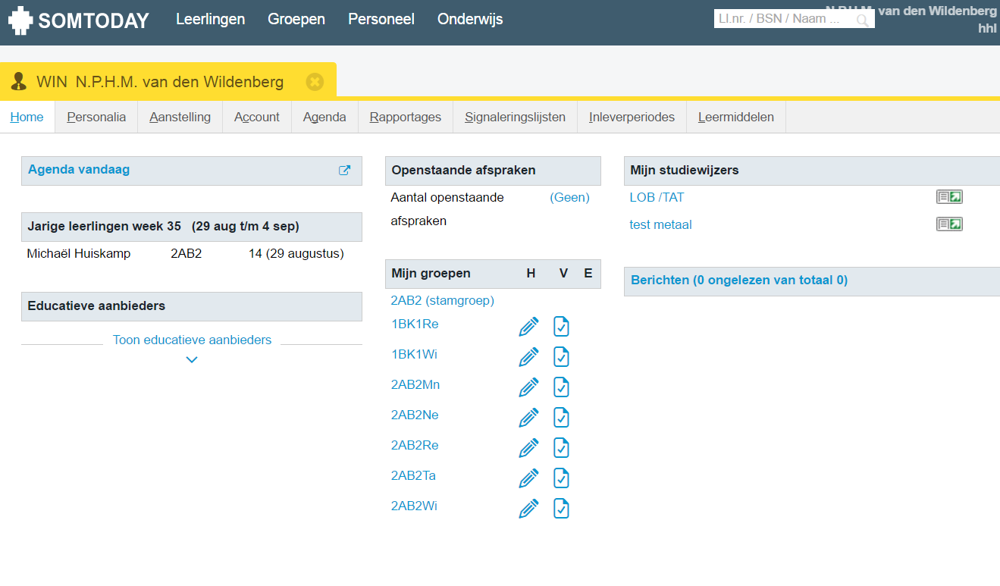 SOMTODAY Leerlingen Groepen Personeel Onderwijs
Ll.nr. / BSN / Naam ...
N.P.H.M. van den Wildenberg
hhl
WIN N.P.H.M. van den Wildenberg
Home Personalia Aanstelling Account Agenda Rapportages Signaleringslijsten Inleverperiodes Leermiddelen
Agenda vandaag
Jarige leerlingen week 35 (29 aug t/m 4 sep)
Michaël Huiskamp 2AB2 14 (29 augustus)
Educatieve aanbieders
Toon educatieve aanbieders
Openstaande afspraken
Aantal openstaande (Geen)
afspraken
Mijn groepen H V E
2AB2 (stamgroep)
1BK1Re
1BK1Wi
2AB2Mn
2AB2Ne
2AB2Re
2AB2Ta
2AB2Wi
Mijn studiewijzers
LOB /TAT
test metaal
Berichten (0 ongelezen van totaal 0)